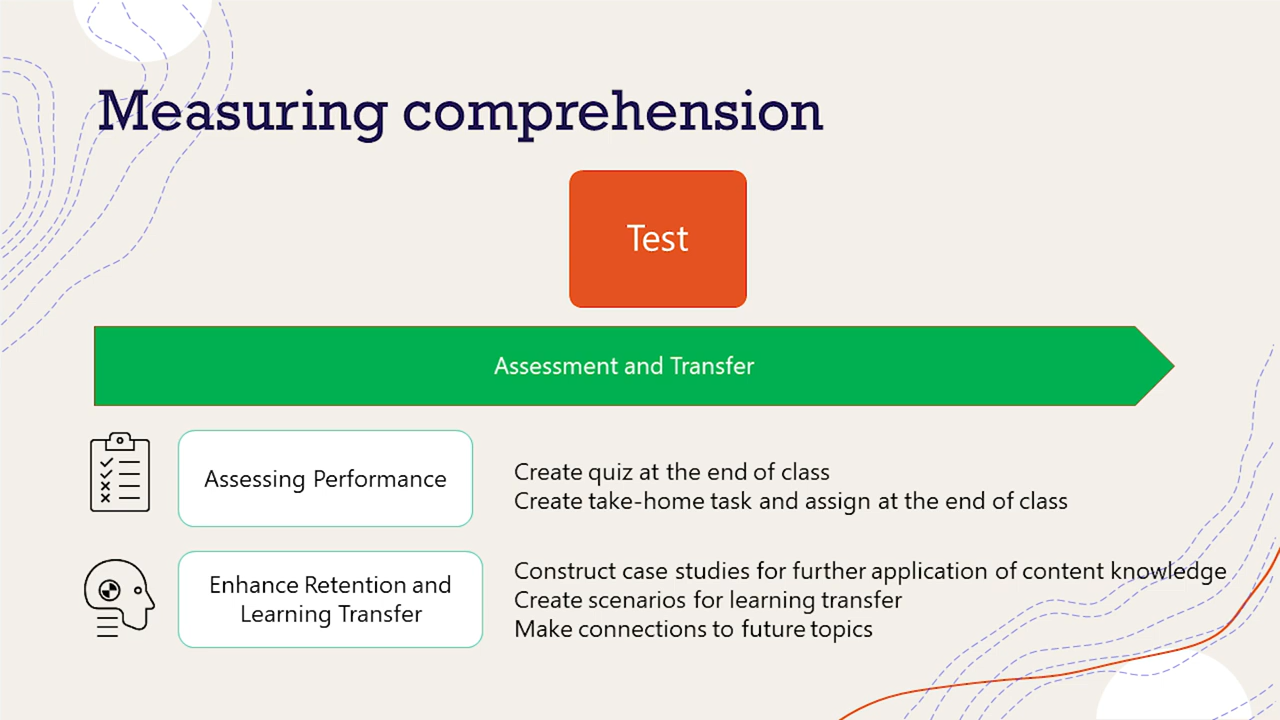 Measuring comprehension
Test
Assessment and Transfer
Assessing Performance
Create quiz at the end of class
Create take-home task and assign at the end of class
Enhance Retention and
Learning Transfer
Construct case studies for further application of content knowledge
Create scenarios for learning transfer
Make connections to future topics